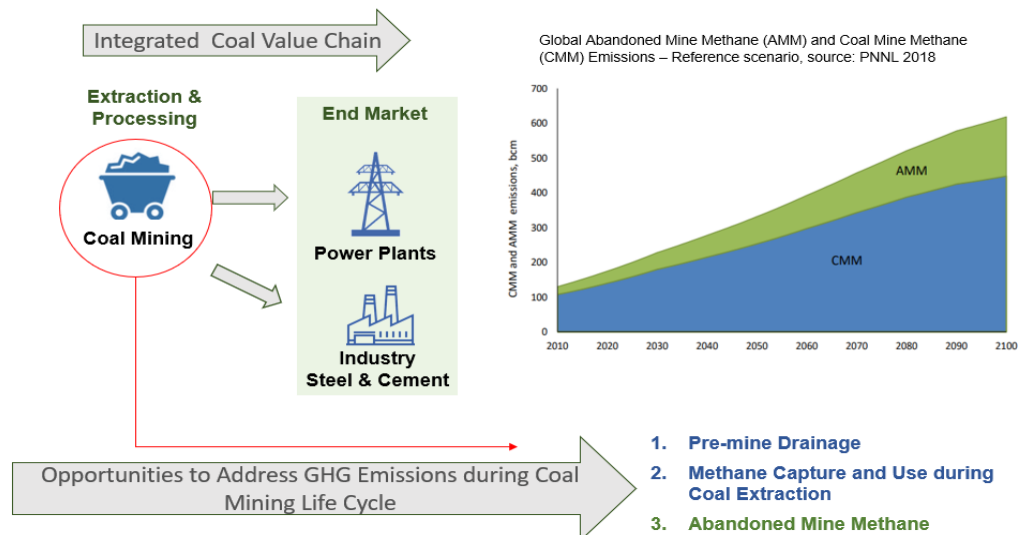 Integrated Coal Value Chain
Extraction &
Processing
Coal Mining
End Market
Power Plants
Industry
Steel & Cement
Global Abandoned Mine Methane (AMM) and Coal Mine Methane
(CMM) Emissions – Reference scenario, source: PNNL 2018
CMM and AMM emissions, bcm
700
600
500
400
300
200
100
0
AMM
CMM
2010 2020 2030 2040 2050 2060 2070 2080 2090 2100
Opportunities to Address GHG Emissions during Coal
Mining Life Cycle
1. Pre-mine Drainage
2. Methane Capture and Use during
Coal Extraction
3. Abandoned Mine Methane